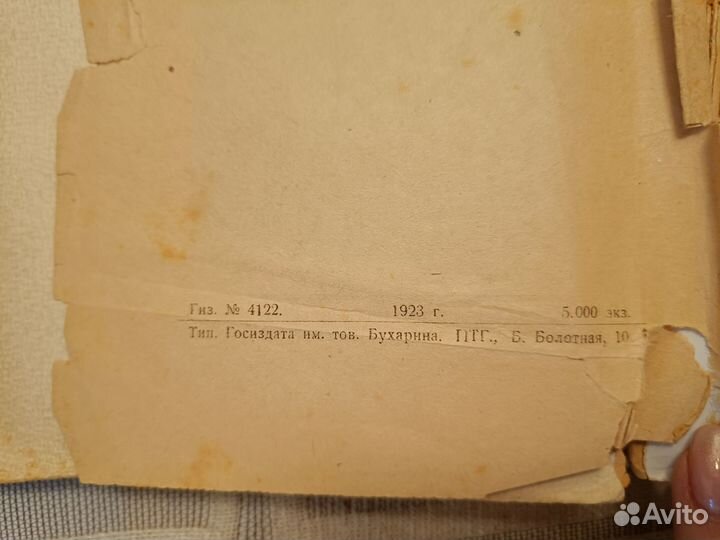 Гиз. № 4122. 1923 г. 5.000 экз.
Тип. Госиздата им. тов. Бухарина. ПТГ., Б. Болотная, 10.
Avito